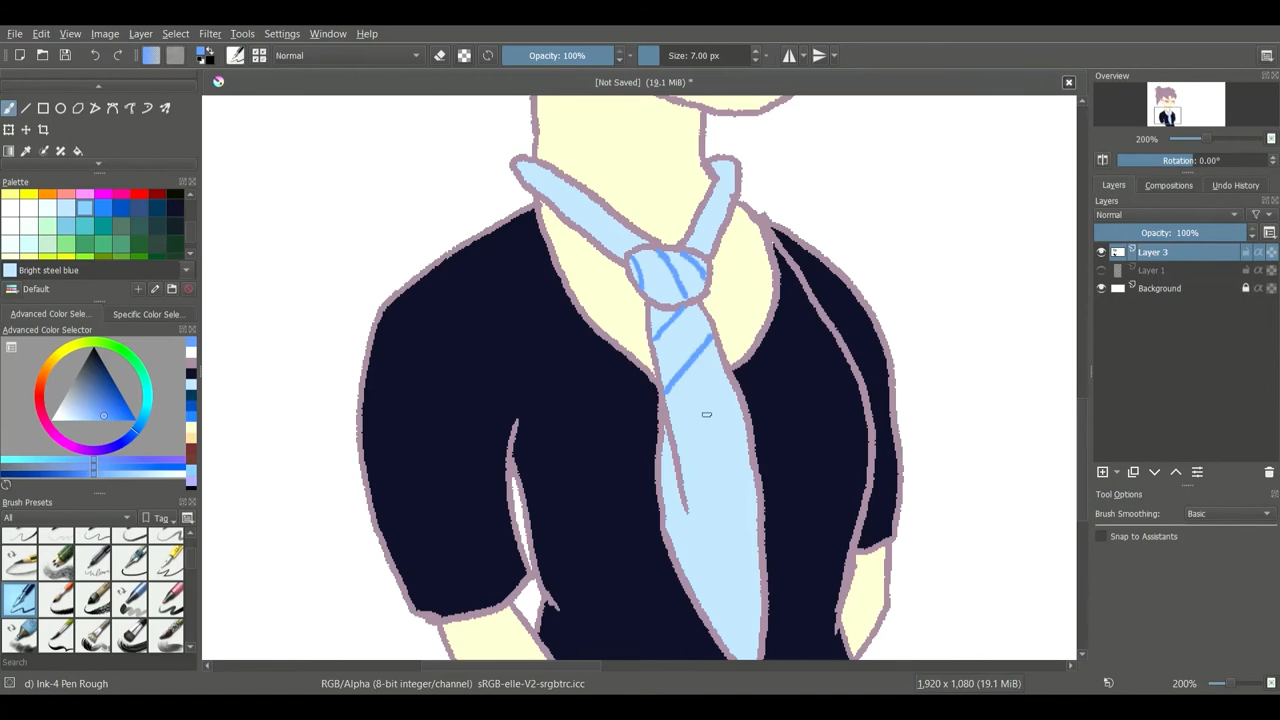 File Edit View Image Layer Select Filter Tools Settings Window Help
Normal Opacity: 100% Size: 7.00 px
[Not Saved] (19.1 MiB) *
Overview
200%
Rotation: 0.00°
Layers Compositions Undo History
Layers
Normal
Opacity: 100%
Layer 3
Layer 1
Background
Tool Options
Brush Smoothing: Basic
Snap to Assistants
Palette
Bright steel blue
Default
Advanced Color Sele... Specific Color Sele...
Advanced Color Selector
Brush Presets
All Tag
Search
d) Ink-4 Pen Rough RGB/Alpha (8-bit integer/channel) sRGB-elle-V2-srgbtrc.icc 1,920 x 1,080 (19.1 MiB) 200%